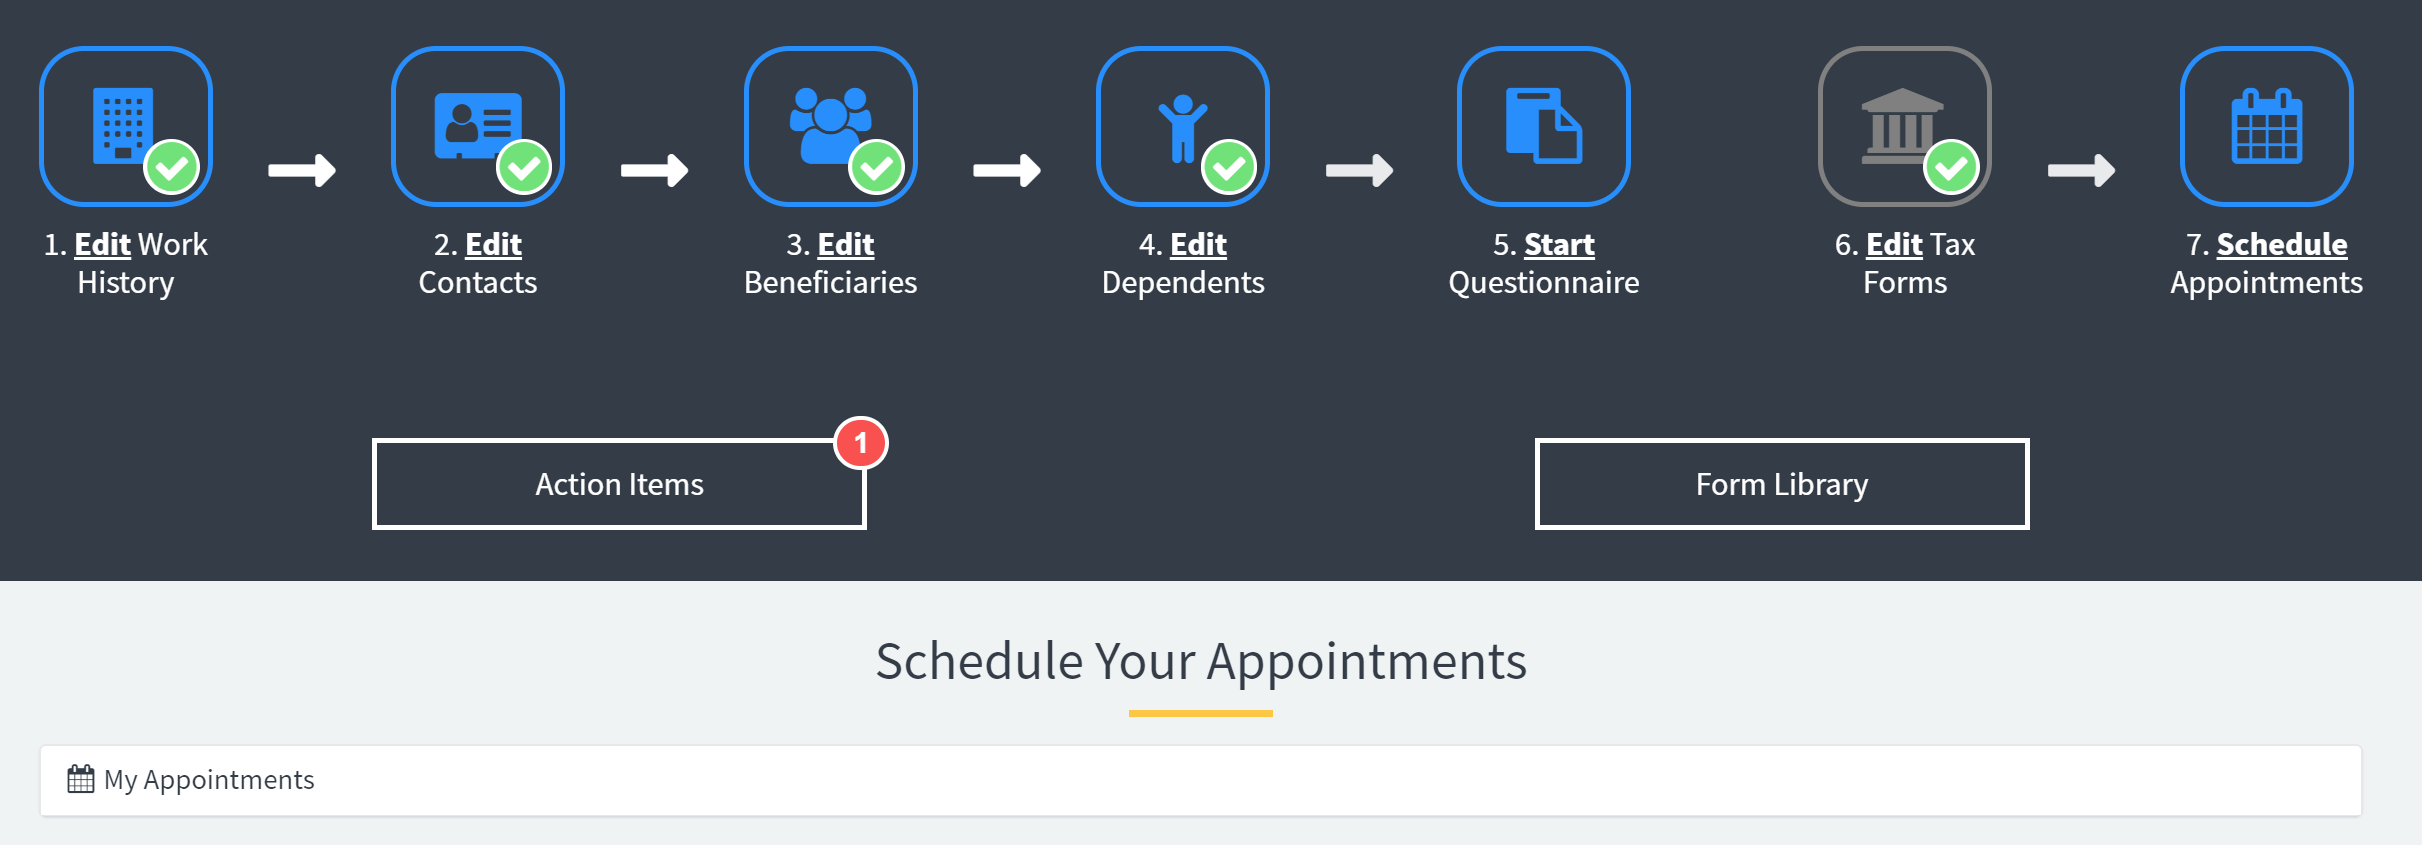 1. Edit Work
History
2. Edit
Contacts
3. Edit
Beneficiaries
4. Edit
Dependents
5. Start
Questionnaire
6. Edit Tax
Forms
7. Schedule
Appointments
Action Items
1
Form Library
Schedule Your Appointments
My Appointments